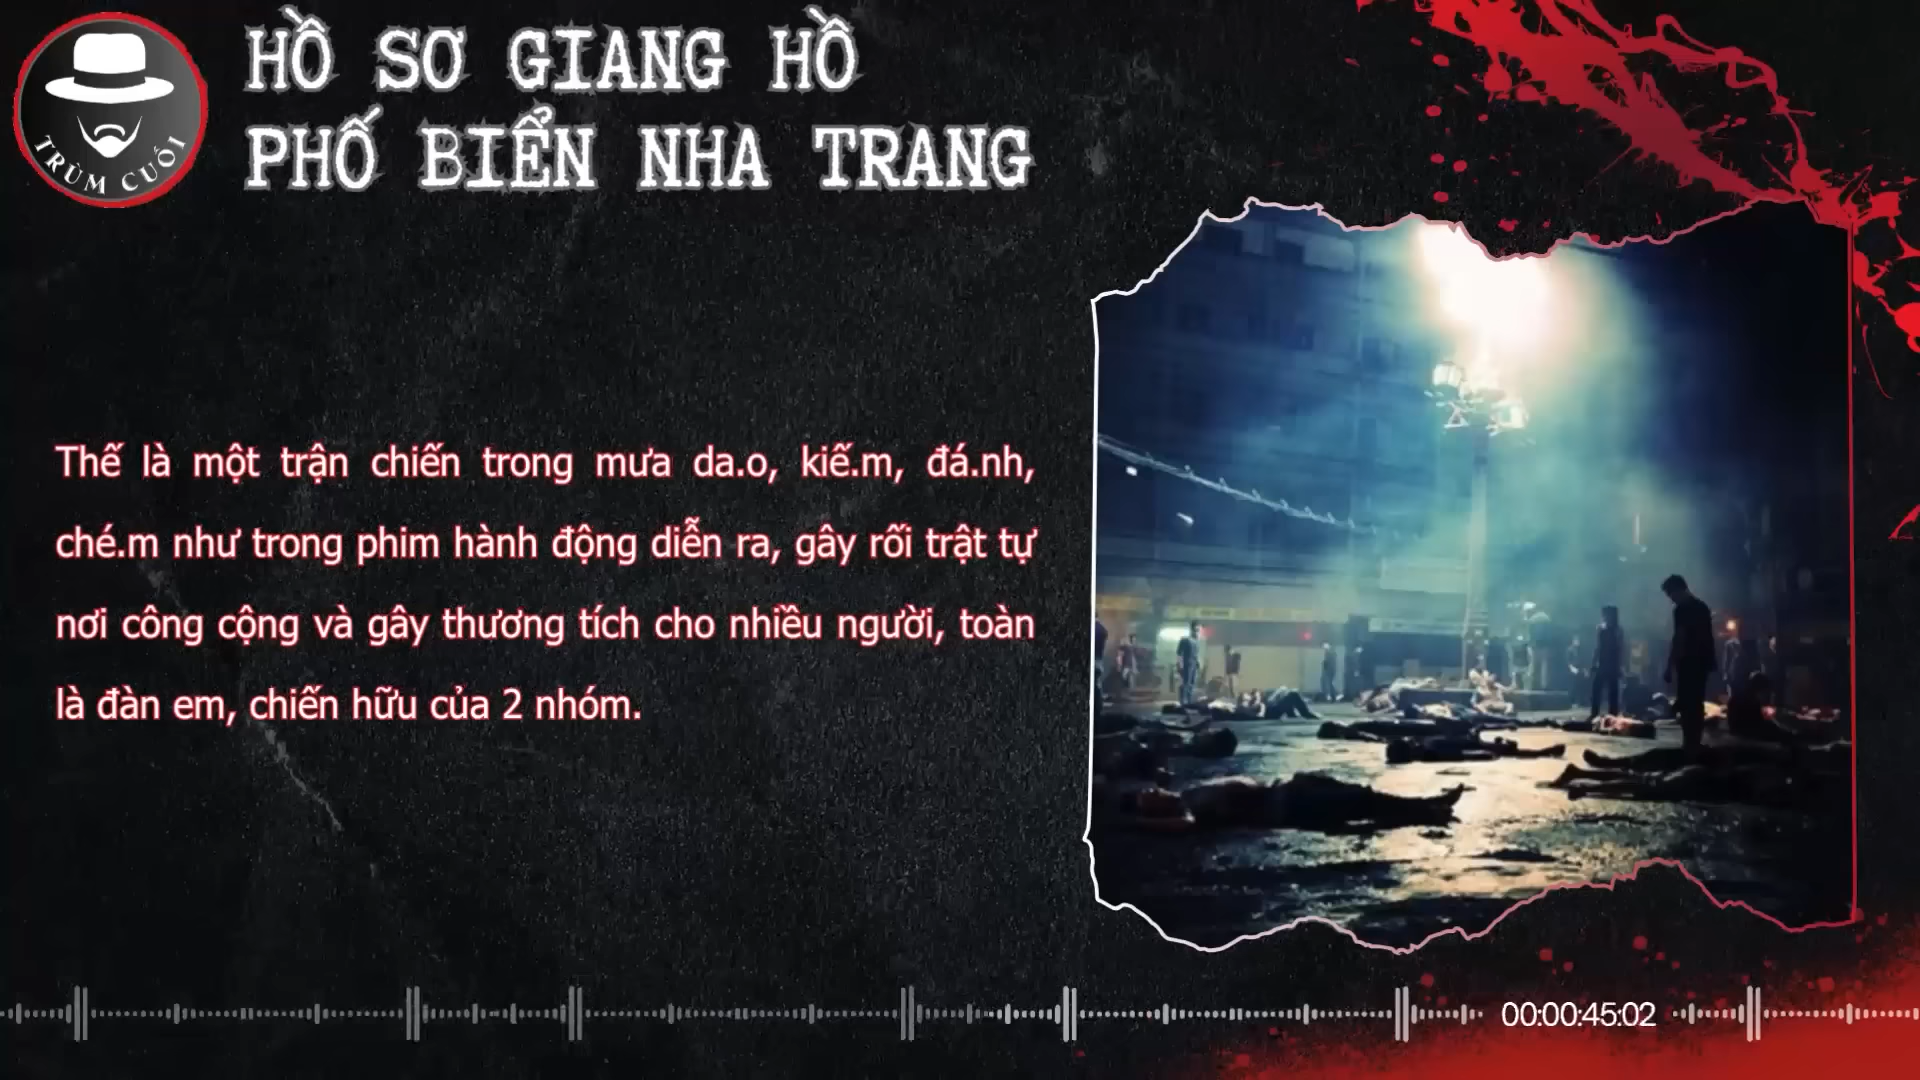 HỒ SƠ GIANG HỒ
PHỐ BIỂN NHA TRANG
TRÙM CUỐI
Thế là một trận chiến trong mưa da.o, kiế.m, đá.nh,
ché.m như trong phim hành động diễn ra, gây rối trật tự
nơi công cộng và gây thương tích cho nhiều người, toàn
là đàn em, chiến hữu của 2 nhóm.
00:00:45:02